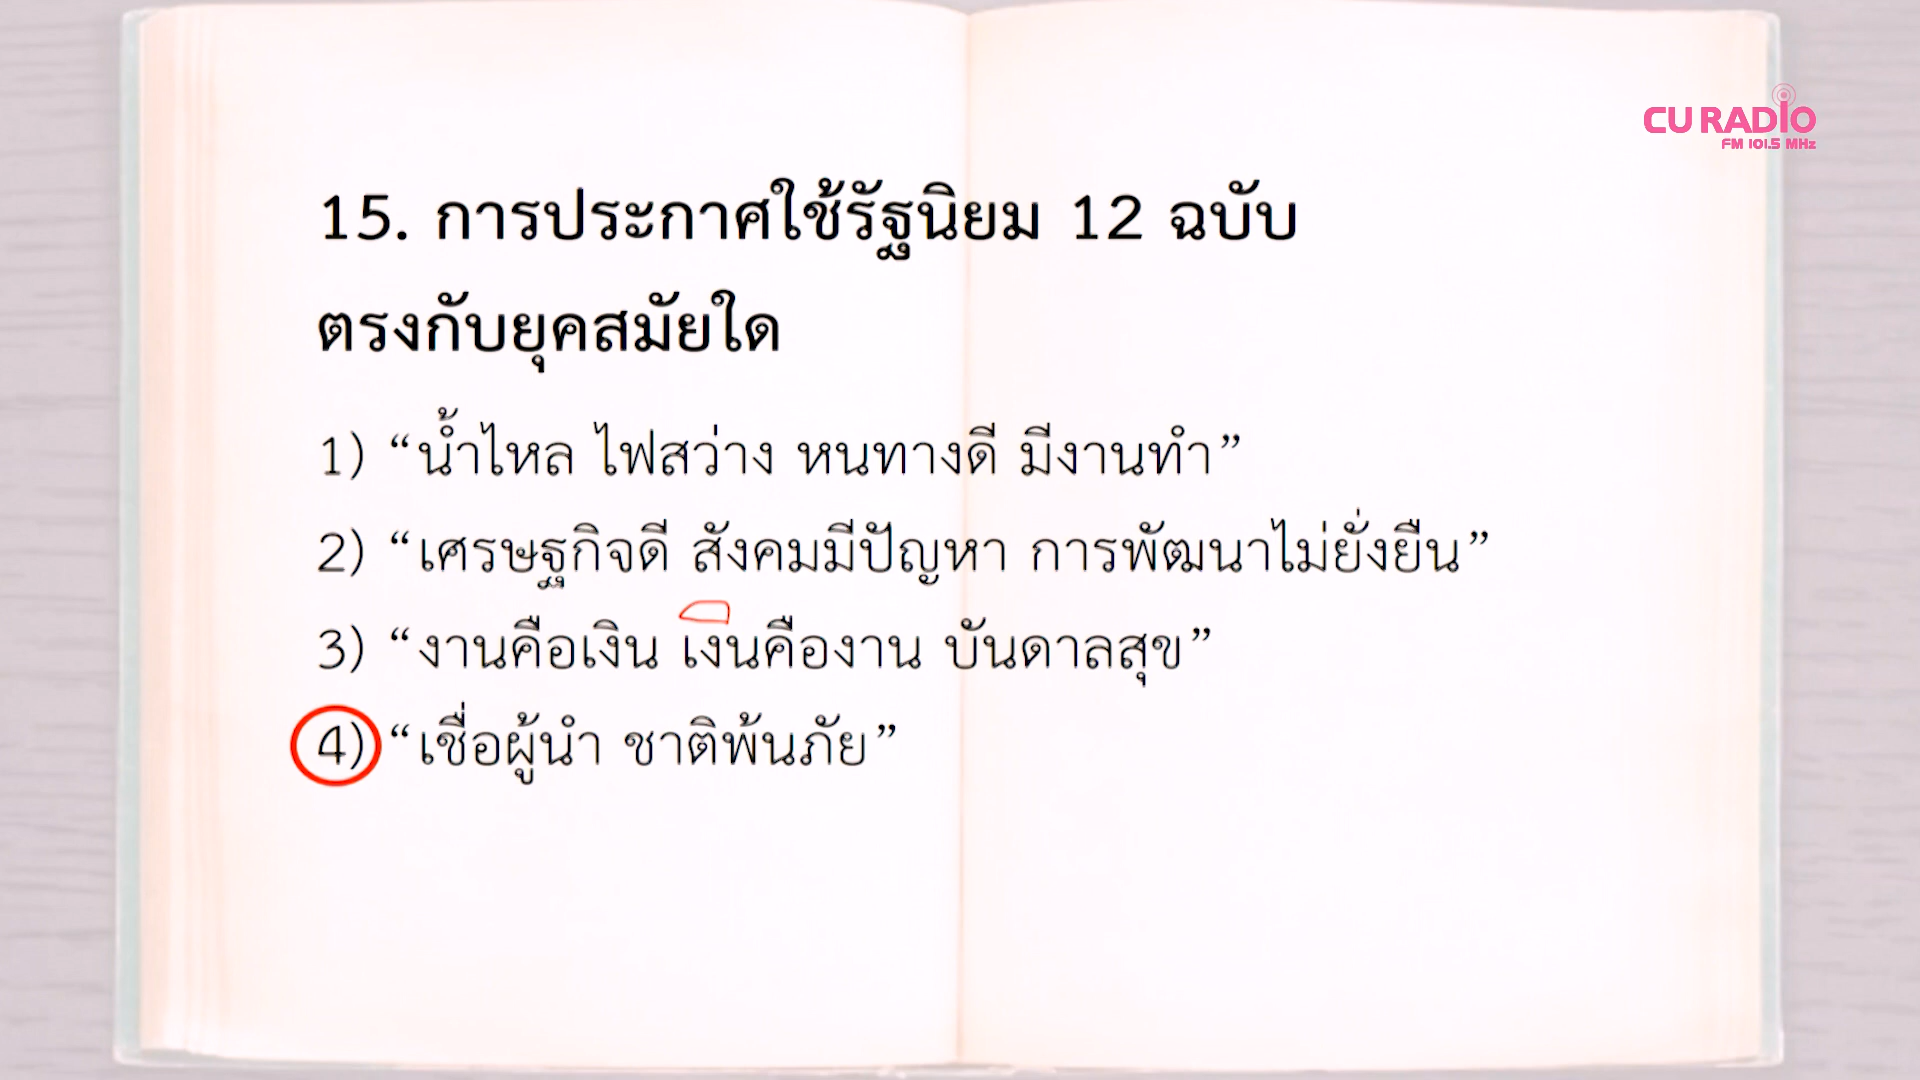 CU RADIO
FM 101.5 MHz
15. การประกาศใช้รัฐนิยม 12 ฉบับ
ตรงกับยุคสมัยใด
1) “น้ำไหล ไฟสว่าง หนทางดี มีงานทำ”
2) “เศรษฐกิจดี สังคมมีปัญหา การพัฒนาไม่ยั่งยืน”
3) “งานคือเงิน เงินคืองาน บันดาลสุข”
4) “เชื่อผู้นำ ชาติพ้นภัย”